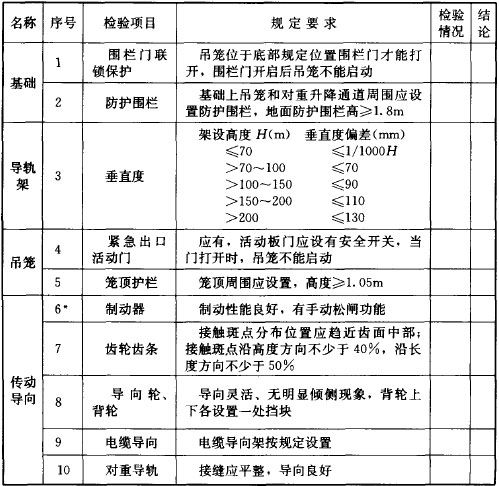 名称 序号 检验项目 规定要求 检验情况 结论
基础
1 围栏门联锁保护 吊笼位于底部规定位置围栏门才能打
开，围栏门开启后吊笼不能启动
2 防护围栏 基础上吊笼和对重升降通道周围应设
置防护围栏，地面防护围栏高≥1.8m
导轨架
3 垂直度
架设高度 H(m) 垂直度偏差(mm)
≤70 ≤1/1000H
>70~100 ≤70
>100~150 ≤90
>150~200 ≤110
>200 ≤130
吊笼
4 紧急出口活动门 应有，活动板门应设有安全开关，当
门打开时，吊笼不能启动
5 笼顶护栏 笼顶周围应设置，高度≥1.05m
传动导向
6* 制动器 制动性能良好，有手动松闸功能
7 齿轮齿条 接触斑点分布位置应趋近齿面中部；
接触斑点沿高度方向不少于40%，沿长
度方向不少于50%
8 导向轮、背轮 导向灵活、无明显倾侧现象，背轮上
下各设置一处挡块
9 电缆导向 电缆导向架按规定设置
10 对重导轨 接缝应平整，导向良好